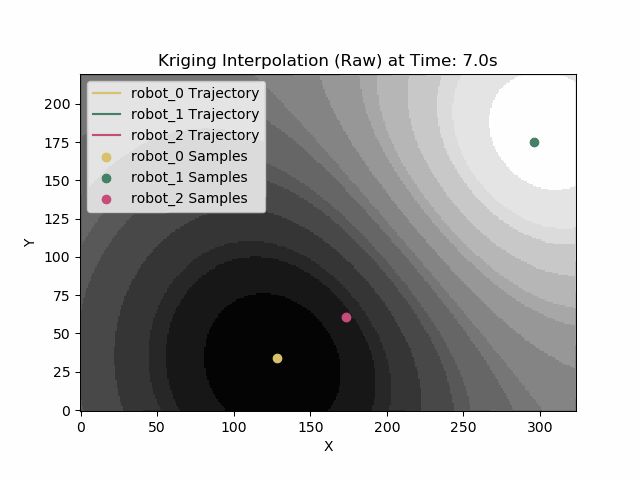 Kriging Interpolation (Raw) at Time: 7.0s
robot_0 Trajectory
robot_1 Trajectory
robot_2 Trajectory
robot_0 Samples
robot_1 Samples
robot_2 Samples
200
175
150
125
100
75
50
25
0
Y
0 50 100 150 200 250 300
X